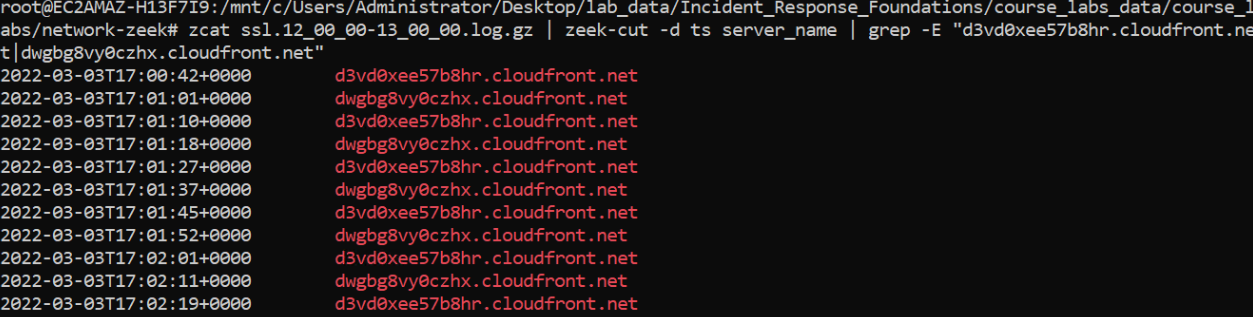 root@EC2AMAZ-H13F7I9:/mnt/c/Users/Administrator/Desktop/lab_data/Incident_Response_Foundations/course_labs_data/course_l
abs/network-zeek# zcat ssl.12_00_00-13_00_00.log.gz | zeek-cut -d ts server_name | grep -E "d3vd0xee57b8hr.cloudfront.ne
t|dwgbg8vy0czhx.cloudfront.net"
2022-03-03T17:00:42+0000 d3vd0xee57b8hr.cloudfront.net
2022-03-03T17:01:01+0000 dwgbg8vy0czhx.cloudfront.net
2022-03-03T17:01:10+0000 d3vd0xee57b8hr.cloudfront.net
2022-03-03T17:01:18+0000 dwgbg8vy0czhx.cloudfront.net
2022-03-03T17:01:27+0000 d3vd0xee57b8hr.cloudfront.net
2022-03-03T17:01:37+0000 dwgbg8vy0czhx.cloudfront.net
2022-03-03T17:01:45+0000 d3vd0xee57b8hr.cloudfront.net
2022-03-03T17:01:52+0000 dwgbg8vy0czhx.cloudfront.net
2022-03-03T17:02:01+0000 d3vd0xee57b8hr.cloudfront.net
2022-03-03T17:02:11+0000 dwgbg8vy0czhx.cloudfront.net
2022-03-03T17:02:19+0000 d3vd0xee57b8hr.cloudfront.net